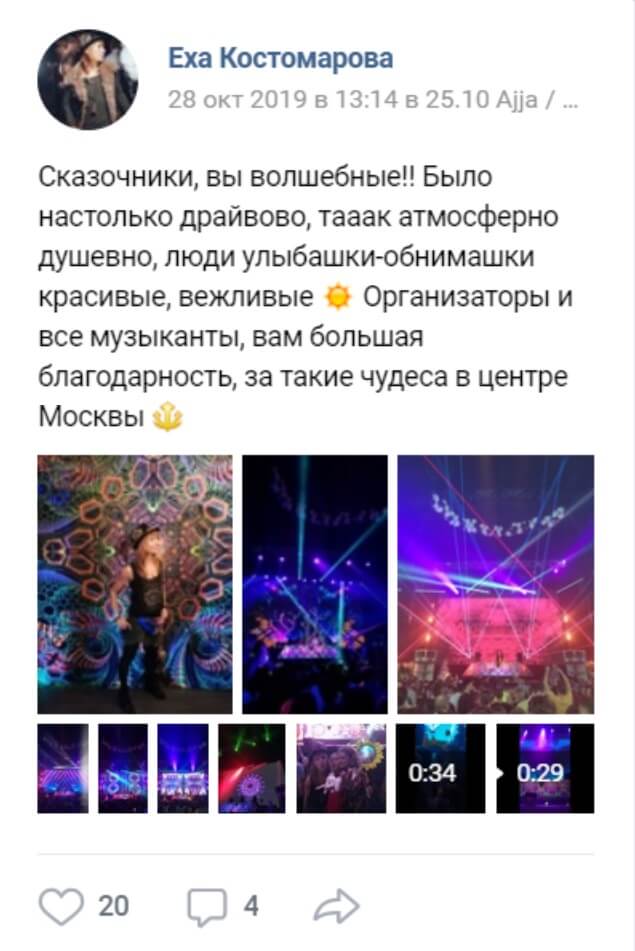 Еха Костомарова
28 окт 2019 в 13:14 в 25.10 Ajja / ...
Сказочники, вы волшебные!! Было
настолько драйвово, тааак атмосферно
душевно, люди улыбашки-обнимашки
красивые, вежливые ☀ Организаторы и
все музыканты, вам большая
благодарность, за такие чудеса в центре
Москвы 🔱
0:34
0:29
20
4